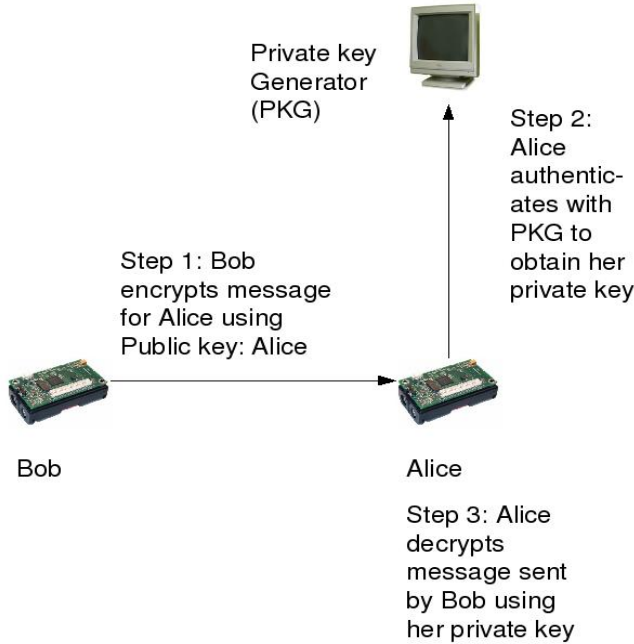 Private key
Generator
(PKG)
Step 2:
Alice
authentic-
ates with
PKG to
obtain her
private key
Step 1: Bob
encrypts message
for Alice using
Public key: Alice
Bob
Alice
Step 3: Alice
decrypts
message sent
by Bob using
her private key